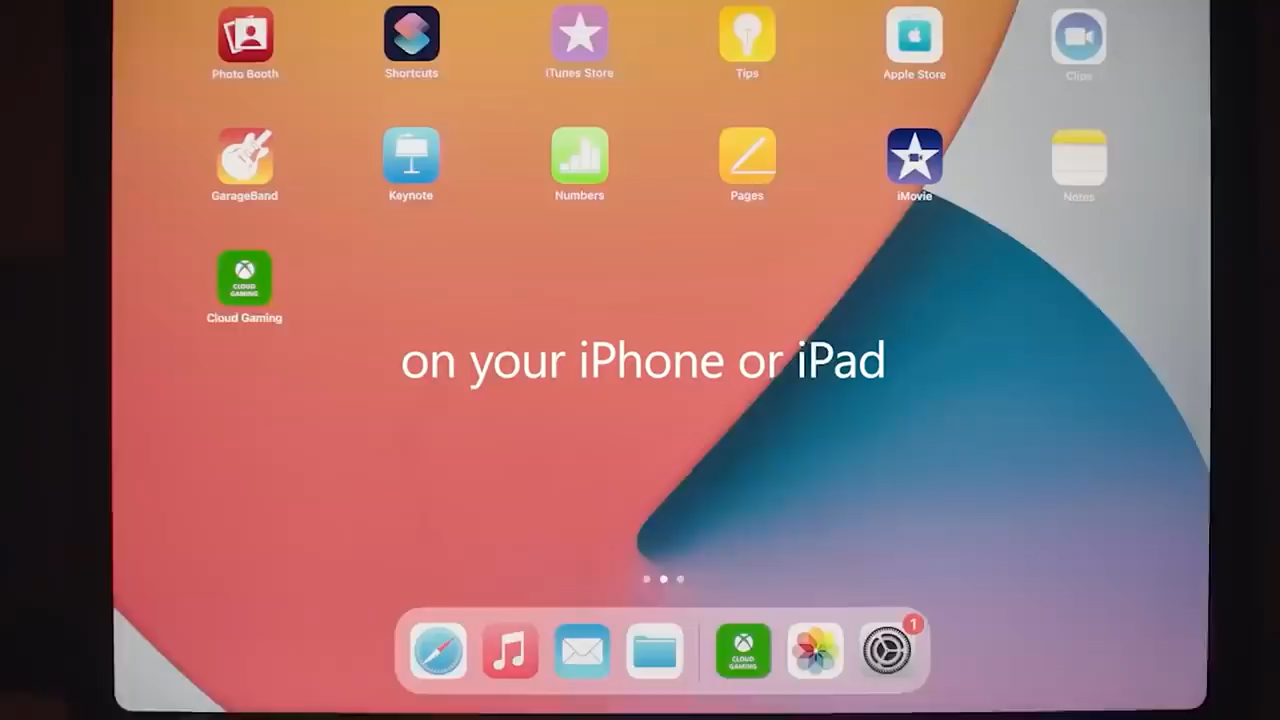 Photo Booth
Shortcuts
iTunes Store
Tips
Apple Store
Clips
GarageBand
Keynote
Numbers
Pages
iMovie
Notes
CLOUD
GAMING
Cloud Gaming
on your iPhone or iPad
1
CLOUD
GAMING